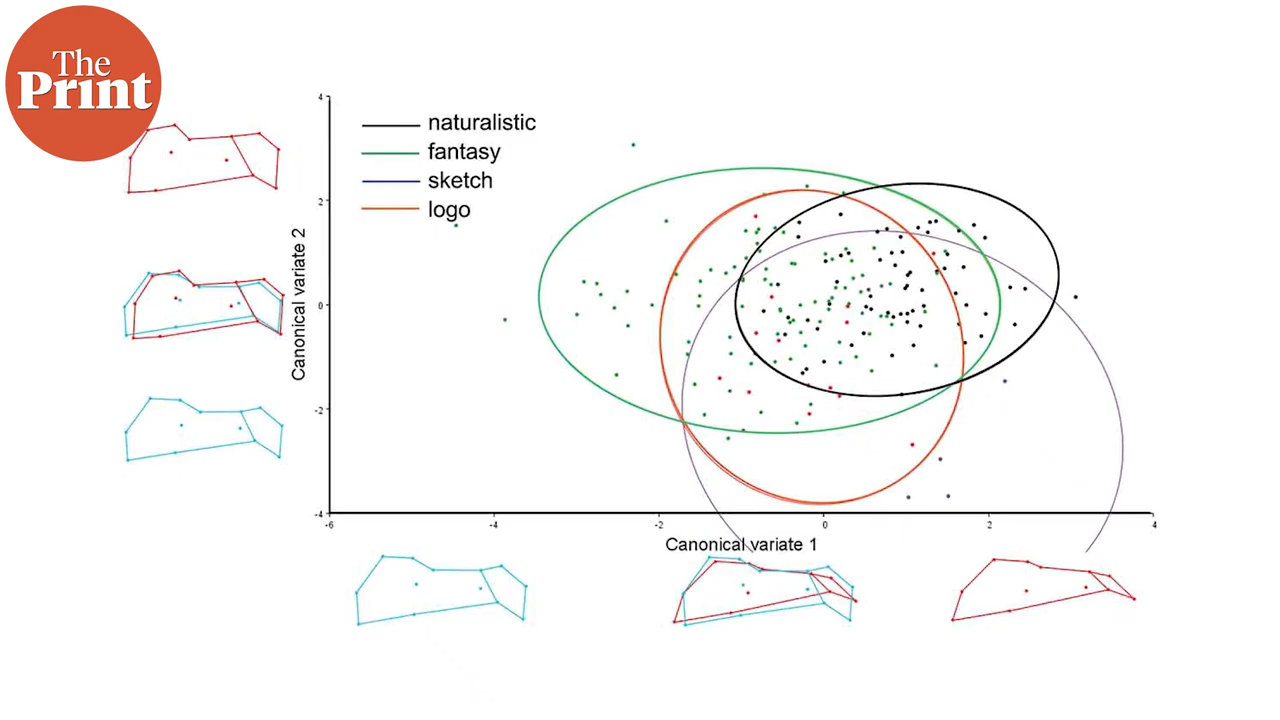 The
Print
naturalistic
fantasy
sketch
logo
Canonical variate 2
4
2
0
-2
-4
-6
-4
-2
0
2
4
Canonical variate 1